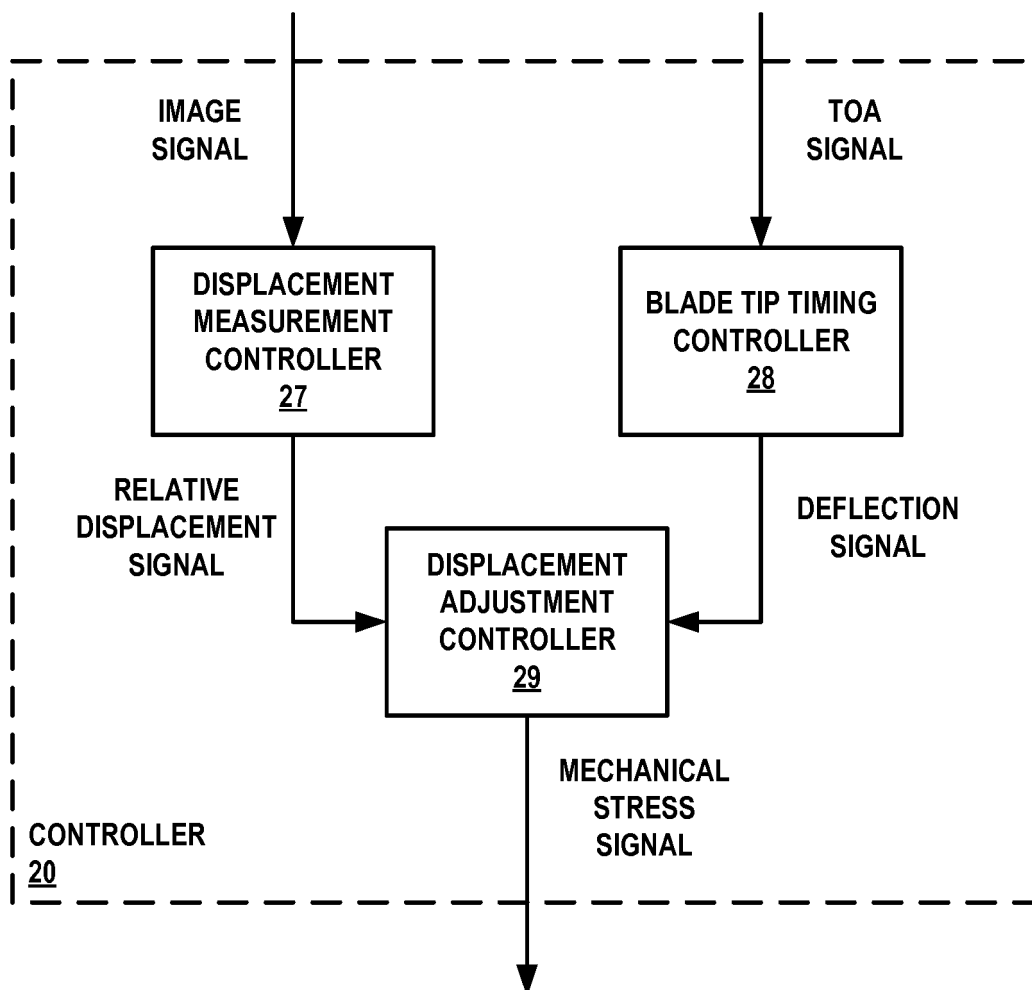 IMAGE
SIGNAL
TOA
SIGNAL
DISPLACEMENT
MEASUREMENT
CONTROLLER
27
BLADE TIP TIMING
CONTROLLER
28
RELATIVE
DISPLACEMENT
SIGNAL
DEFLECTION
SIGNAL
DISPLACEMENT
ADJUSTMENT
CONTROLLER
29
MECHANICAL
STRESS
SIGNAL
CONTROLLER
20